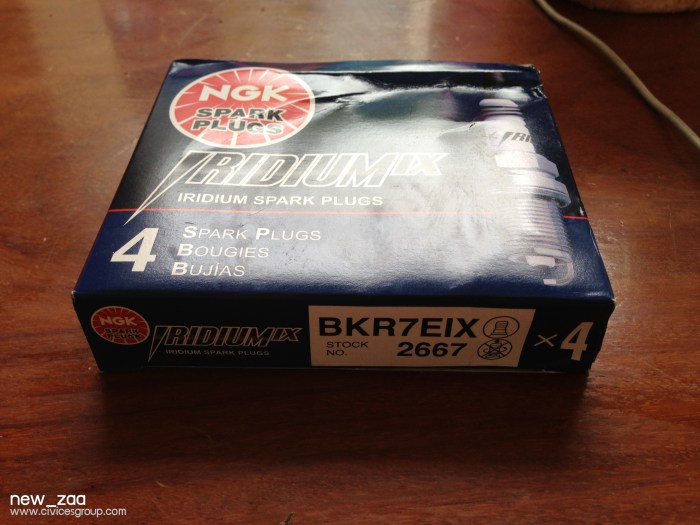 NGK
SPARK
PLUGS
IRIDIUM IX
IRIDIUM SPARK PLUGS
4
SPARK PLUGS
BOUGIES
BUJÍAS
NGK
SPARK
PLUGS
IRIDIUM IX
IRIDIUM SPARK PLUGS
BKR7EIX
STOCK
NO.
2667
×4
new_zaa
www.civicesgroup.com